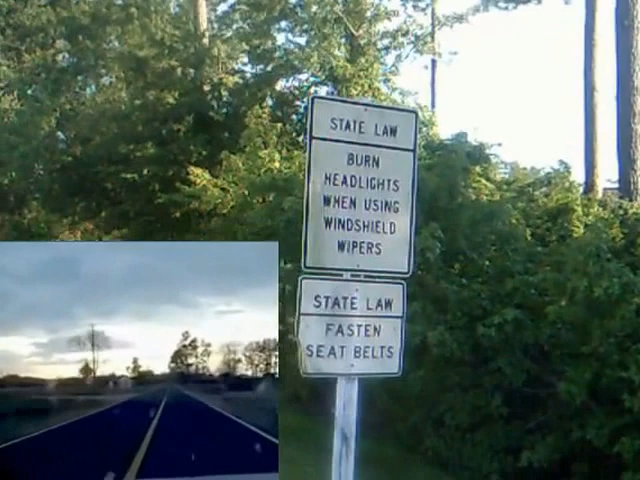 STATE LAW
BURN
HEADLIGHTS
WHEN USING
WINDSHIELD
WIPERS
STATE LAW
FASTEN
SEAT BELTS